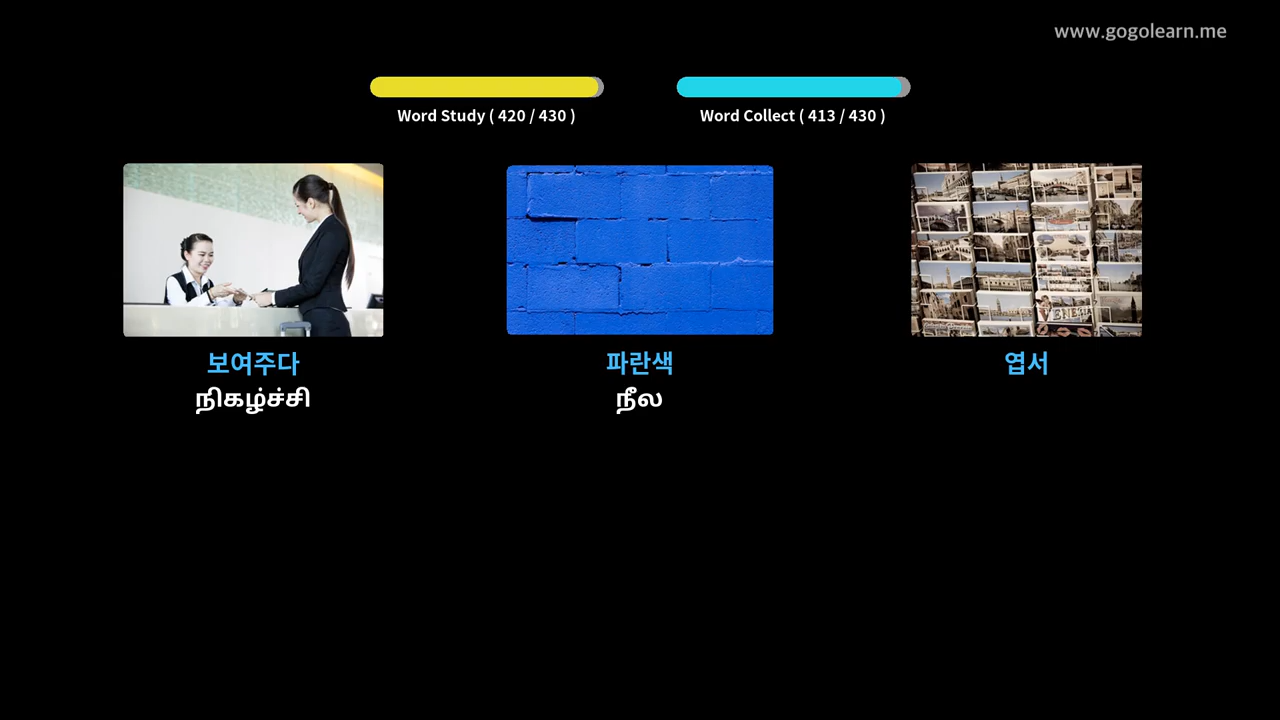 www.gogolearn.me
Word Study ( 420 / 430 )
Word Collect ( 413 / 430 )
VENEZIA
보여주다
파란색
엽서
நிகழ்ச்சி
நீல